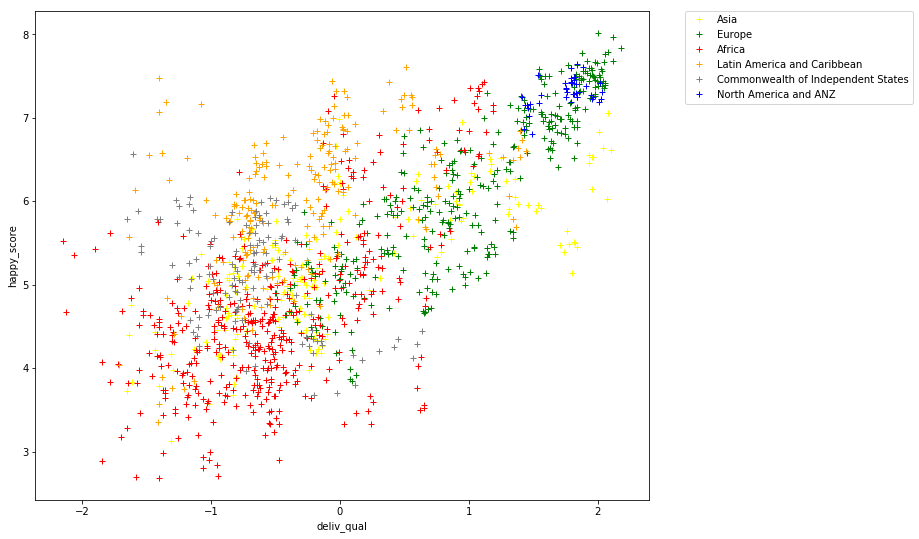 Asia
Europe
Africa
Latin America and Caribbean
Commonwealth of Independent States
North America and ANZ
8
7
6
5
4
3
happy_score
−2
−1
0
1
2
deliv_qual